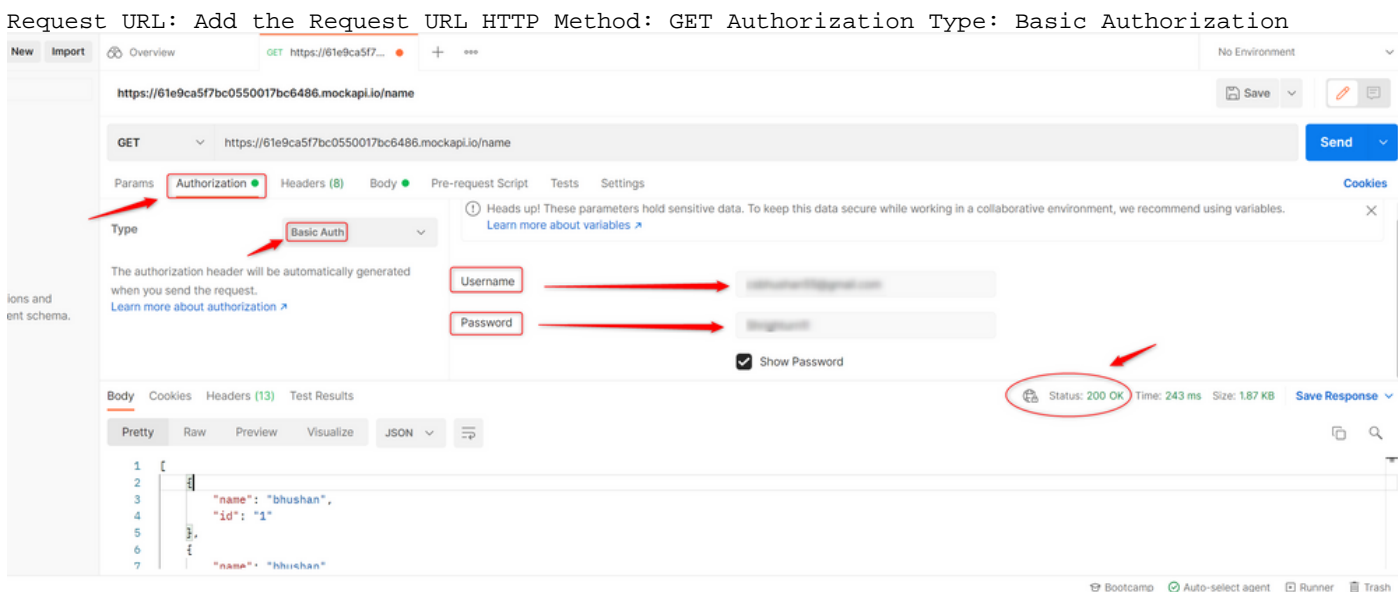 Request URL: Add the Request URL HTTP Method: GET Authorization Type: Basic Authorization
New Import Overview GET https://61e9ca5f7... + ooo No Environment
https://61e9ca5f7bc0550017bc6486.mockapi.io/name Save
GET https://61e9ca5f7bc0550017bc6486.mockapi.io/name Send
Params Authorization Headers (8) Body Pre-request Script Tests Settings Cookies
Heads up! These parameters hold sensitive data. To keep this data secure while working in a collaborative environment, we recommend using variables.
Learn more about variables ↗
Type Basic Auth
The authorization header will be automatically generated
when you send the request.
Learn more about authorization ↗
ions and
ent schema.
Username
Password
Show Password
Body Cookies Headers (13) Test Results Status: 200 OK Time: 243 ms Size: 1.87 KB Save Response
Pretty Raw Preview Visualize JSON
1 [
2 {
3 "name": "bhushan",
4 "id": "1"
5 },
6 {
7 "name": "bhushan"
Bootcamp Auto-select agent Runner Trash